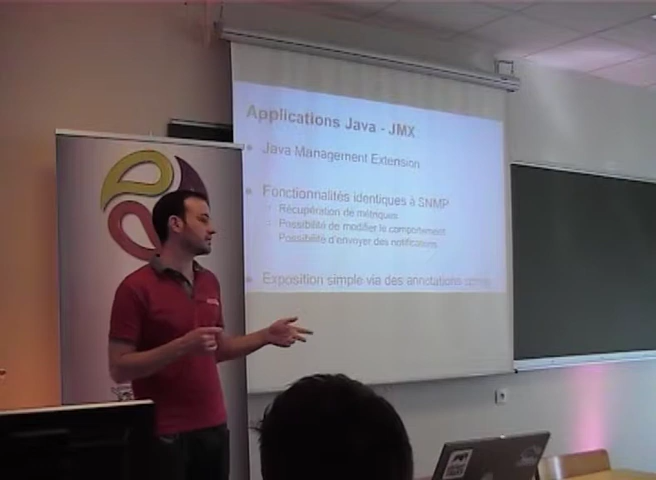 Applications Java - JMX
Java Management Extension
Fonctionnalités identiques à SNMP
Récupération de métriques
Possibilité de modifier le comportement
Possibilité d'envoyer des notifications
Exposition simple via des annotations